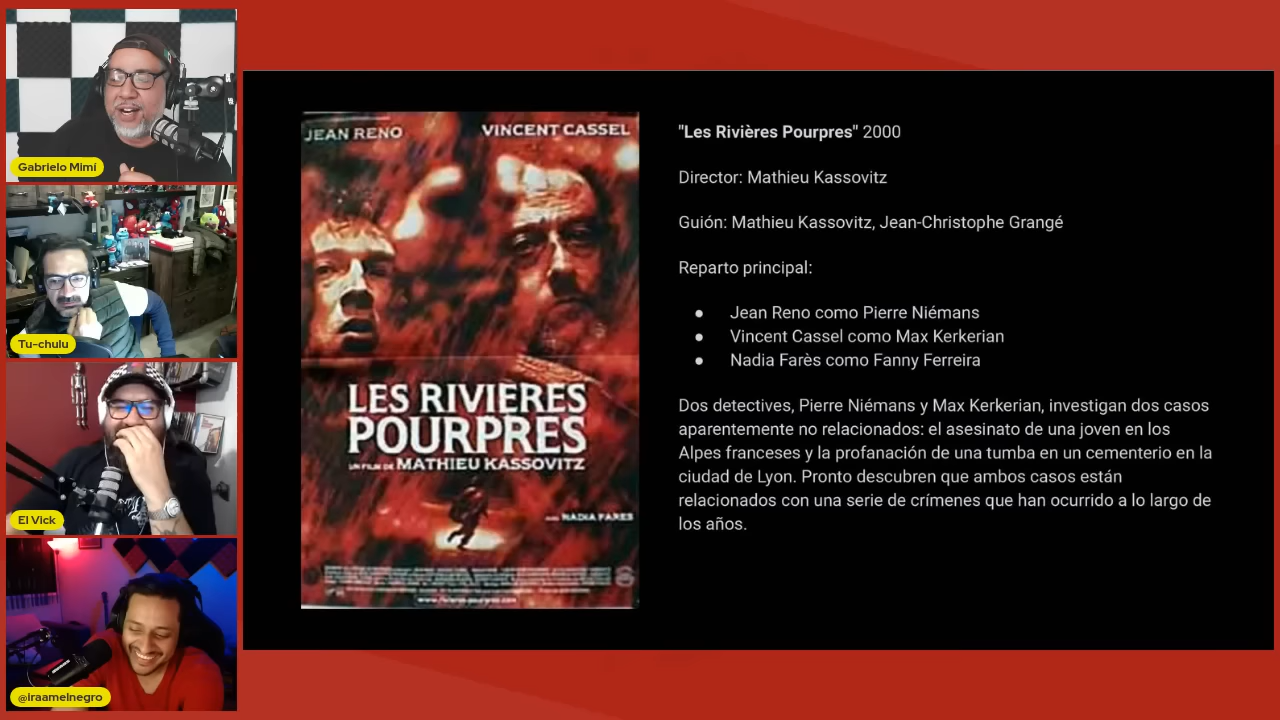 Gabrielo Mimí
Tu-chulu
El Vick
@iraamelnegro
JEAN RENO
VINCENT CASSEL
LES RIVIERES
POURPRES
UN FILM DE MATHIEU KASSOVITZ
NADIA FARES
"Les Rivières Pourpres" 2000
Director: Mathieu Kassovitz
Guión: Mathieu Kassovitz, Jean-Christophe Grangé
Reparto principal:
● Jean Reno como Pierre Niémans
● Vincent Cassel como Max Kerkerian
● Nadia Farès como Fanny Ferreira
Dos detectives, Pierre Niémans y Max Kerkerian, investigan dos casos
aparentemente no relacionados: el asesinato de una joven en los
Alpes franceses y la profanación de una tumba en un cementerio en la
ciudad de Lyon. Pronto descubren que ambos casos están
relacionados con una serie de crímenes que han ocurrido a lo largo de
los años.